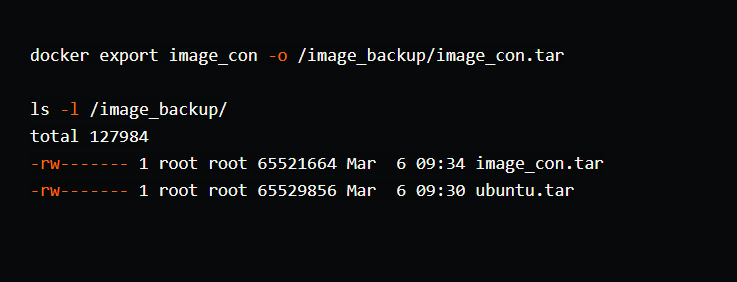 docker export image_con -o /image_backup/image_con.tar
ls -l /image_backup/
total 127984
-rw------- 1 root root 65521664 Mar  6 09:34 image_con.tar
-rw------- 1 root root 65529856 Mar  6 09:30 ubuntu.tar